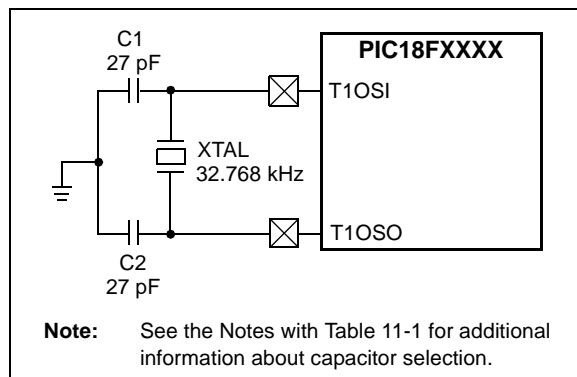 C1
27 pF
PIC18FXXXX
T1OSI
XTAL
32.768 kHz
T1OSO
C2
27 pF
Note: See the Notes with Table 11-1 for additional
information about capacitor selection.